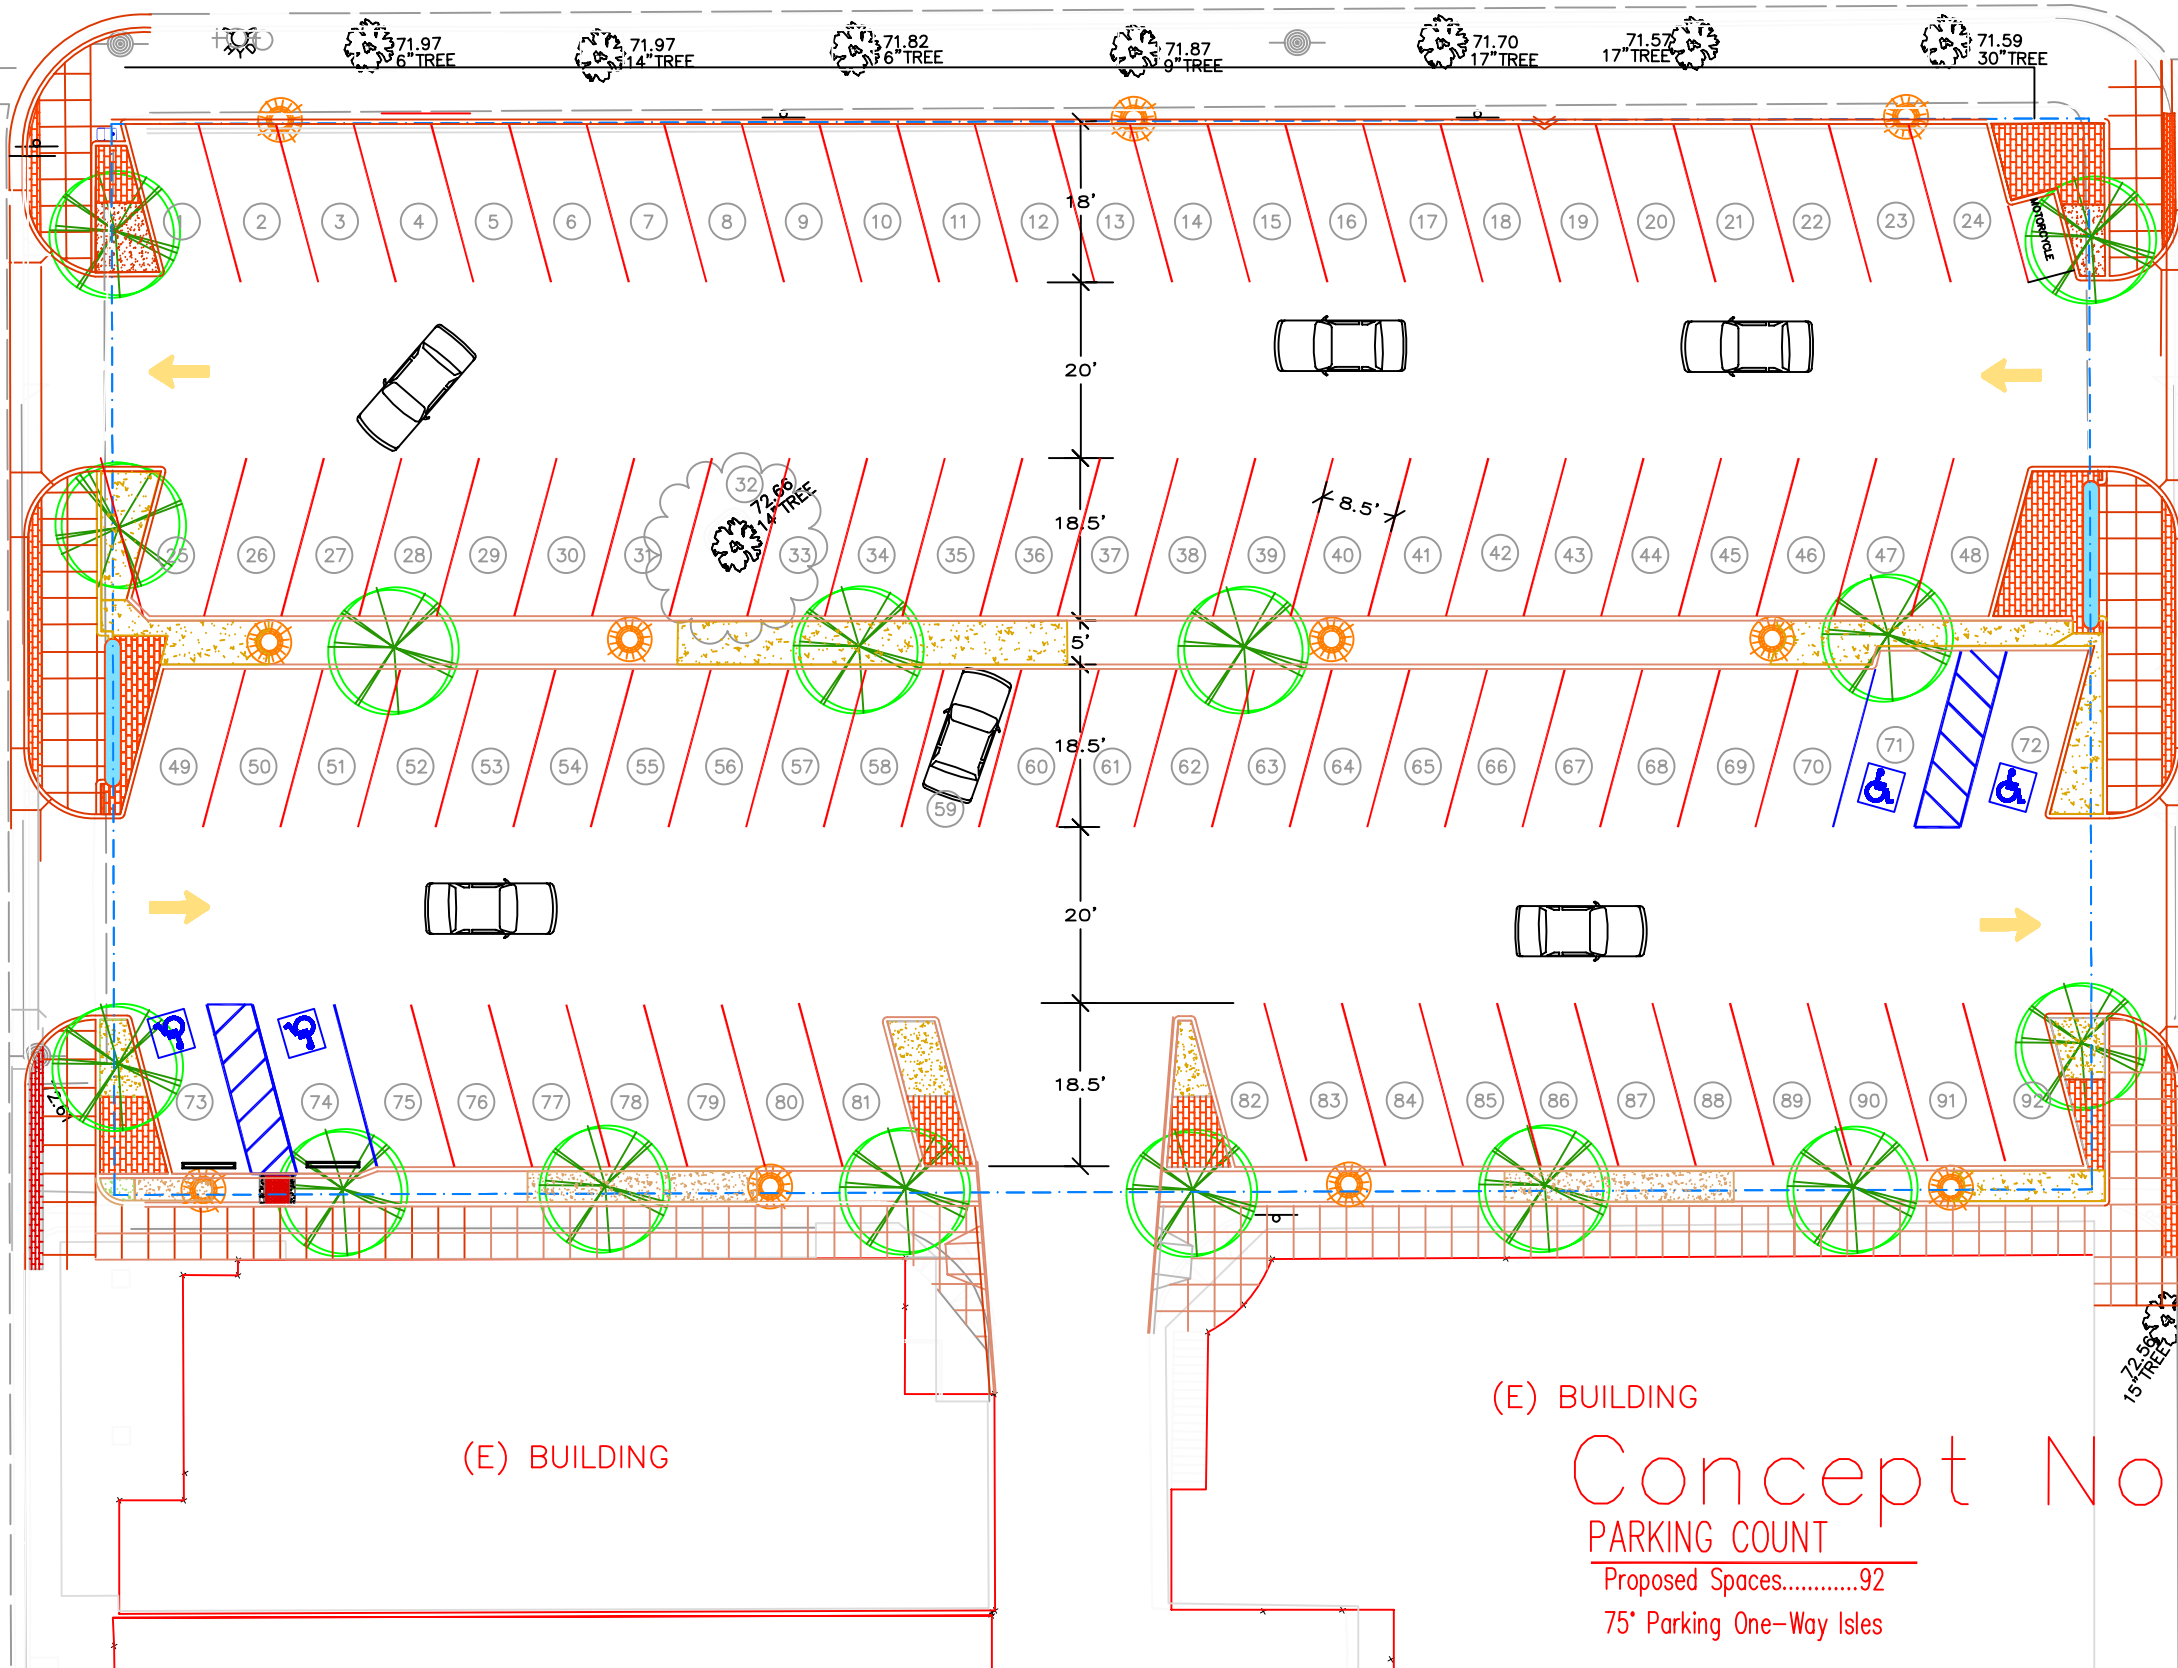 HYD
71.97
6"TREE
71.97
14"TREE
71.82
6"TREE
71.87
9"TREE
71.70
17"TREE
71.57
17"TREE
71.59
30"TREE
18'
1 2 3 4 5 6 7 8 9 10 11 12 13 14 15 16 17 18 19 20 21 22 23 24
MOTORCYCLE
20'
32
72.66
14"TREE
8.5'
18.5'
25 26 27 28 29 30 31 33 34 35 36 37 38 39 40 41 42 43 44 45 46 47 48
5'
18.5'
71 72
49 50 51 52 53 54 55 56 57 58 60 61 62 63 64 65 66 67 68 69 70
59
20'
18.5'
73 74 75 76 77 78 79 80 81 82 83 84 85 86 87 88 89 90 91 92
72.56
15"TREE
(E) BUILDING
(E) BUILDING
Concept No
PARKING COUNT
Proposed Spaces............92
75° Parking One-Way Isles